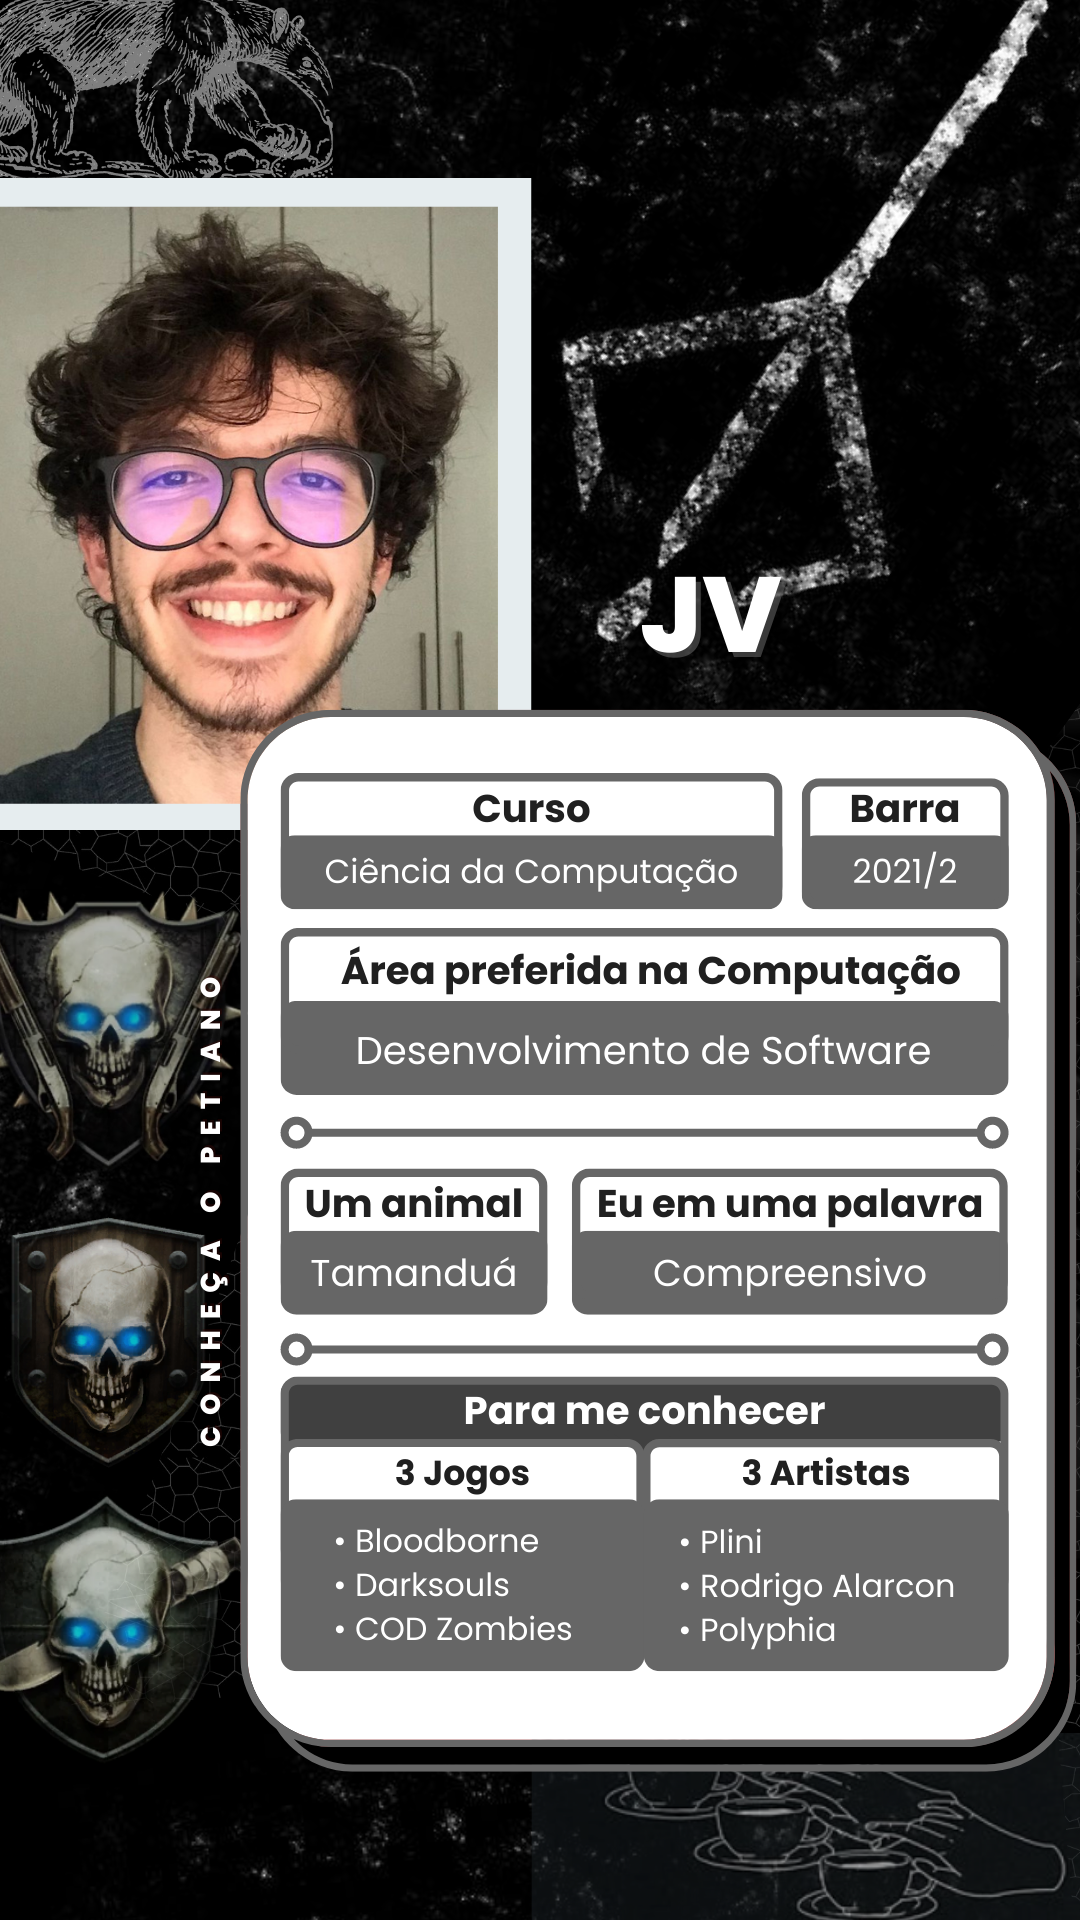 JV
Curso
Ciência da Computação
Barra
2021/2
Área preferida na Computação
Desenvolvimento de Software
CONHEÇA O PETIANO
Um animal
Tamanduá
Eu em uma palavra
Compreensivo
Para me conhecer
3 Jogos
• Bloodborne
• Darksouls
• COD Zombies
3 Artistas
• Plini
• Rodrigo Alarcon
• Polyphia